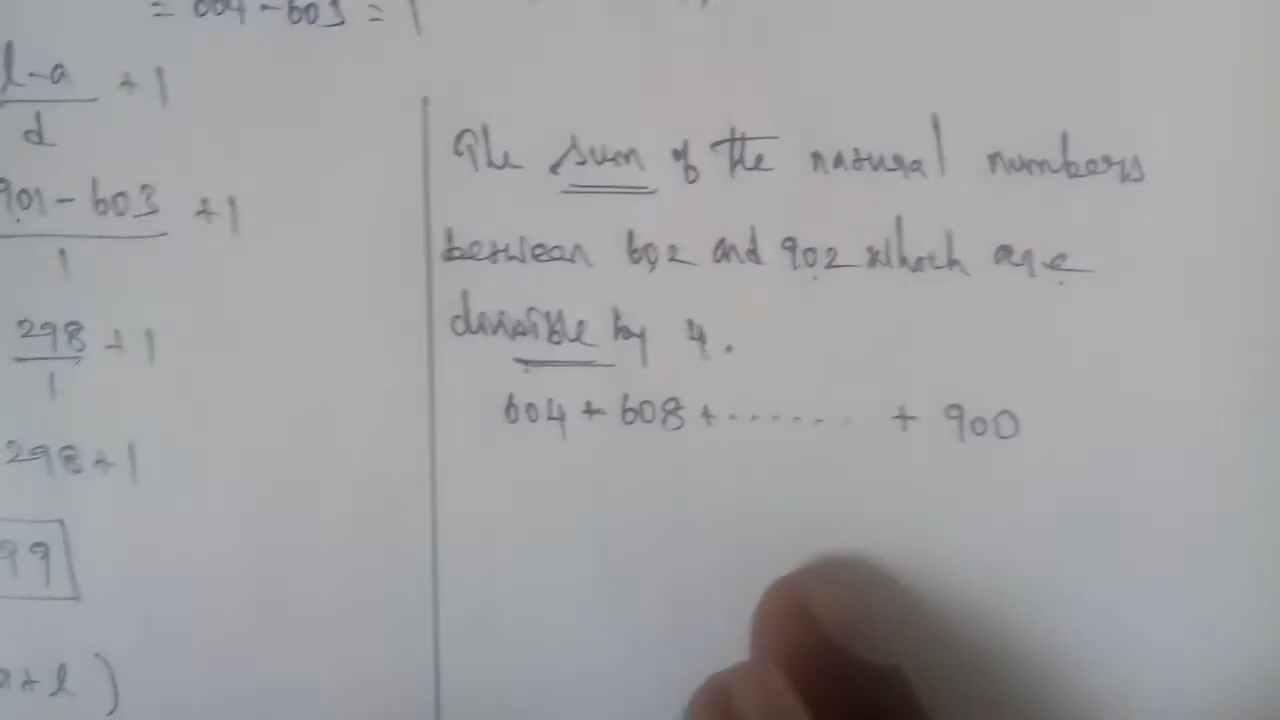 = 604 - 603 = 1
l-a
d
+ 1
901 - 603
1
+1
298
1
+ 1
298 + 1
99
a + l )
The sum of the natural numbers
between 602 and 902 which are
divisible by 4.
604 + 608 + ....... + 900